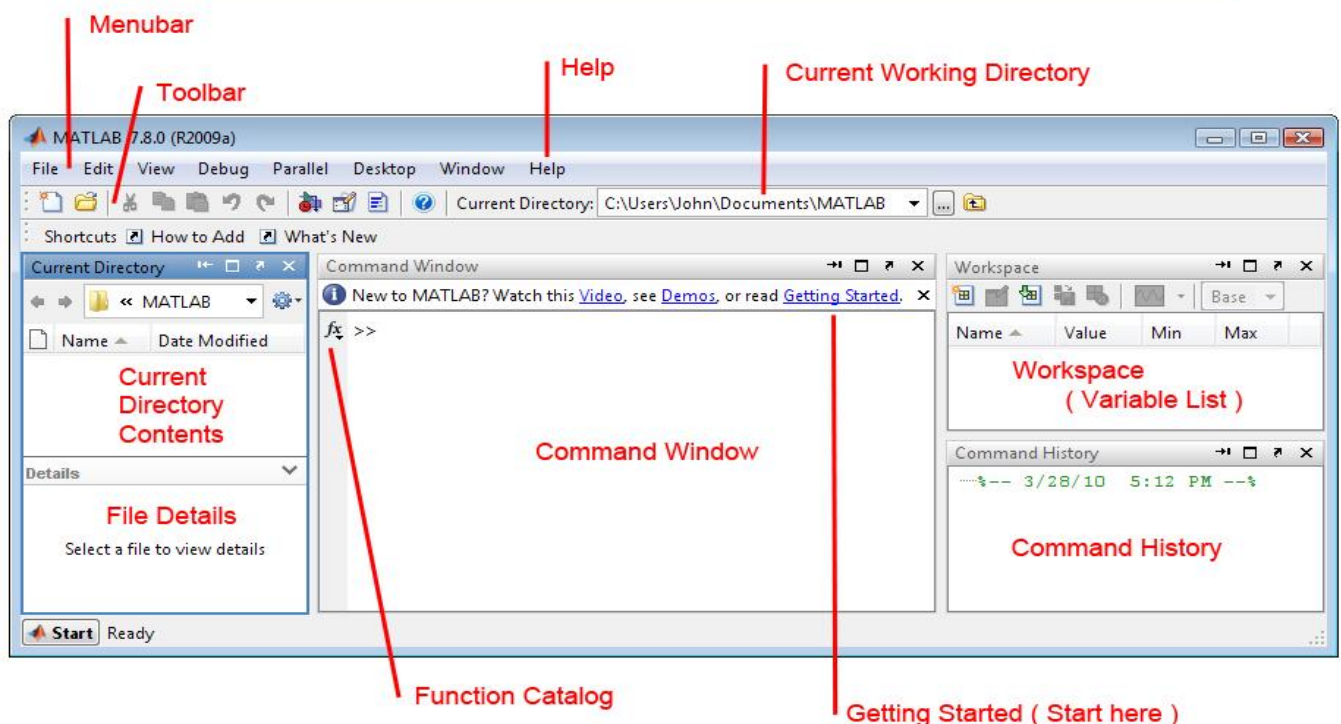 Menubar
Help
Current Working Directory
Toolbar
MATLAB 7.8.0 (R2009a)
File Edit View Debug Parallel Desktop Window Help
Current Directory: C:\Users\John\Documents\MATLAB ...
Shortcuts How to Add What's New
Current Directory
« MATLAB
Name Date Modified
Current
Directory
Contents
Details
File Details
Select a file to view details
Command Window
New to MATLAB? Watch this Video, see Demos, or read Getting Started.
fx >>
Command Window
Workspace
Base
Name Value Min Max
Workspace
( Variable List )
Command History
%-- 3/28/10 5:12 PM --%
Command History
Start Ready
Function Catalog
Getting Started ( Start here )